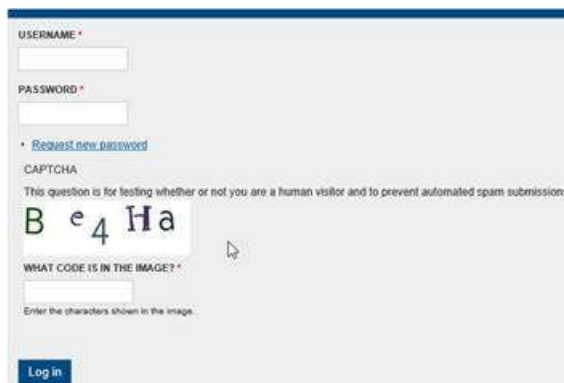 USERNAME *
PASSWORD *
• Request new password
CAPTCHA
This question is for testing whether or not you are a human visitor and to prevent automated spam submission
B e 4 H a
WHAT CODE IS IN THE IMAGE? *
Enter the characters shown in the image.
Log in